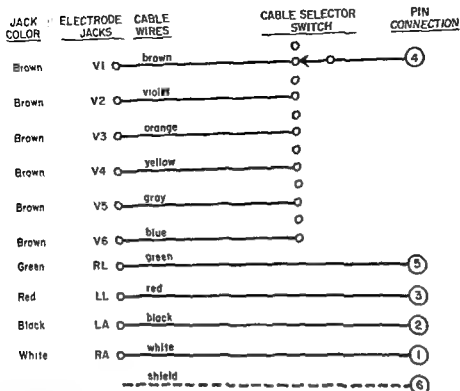 JACK COLOR ELECTRODE JACKS CABLE WIRES CABLE SELECTOR SWITCH PIN CONNECTION
Brown V1 brown 4
Brown V2 violet
Brown V3 orange
Brown V4 yellow
Brown V5 gray
Brown V6 blue
Green RL green 5
Red LL red 3
Black LA black 2
White RA white 1
shield 6